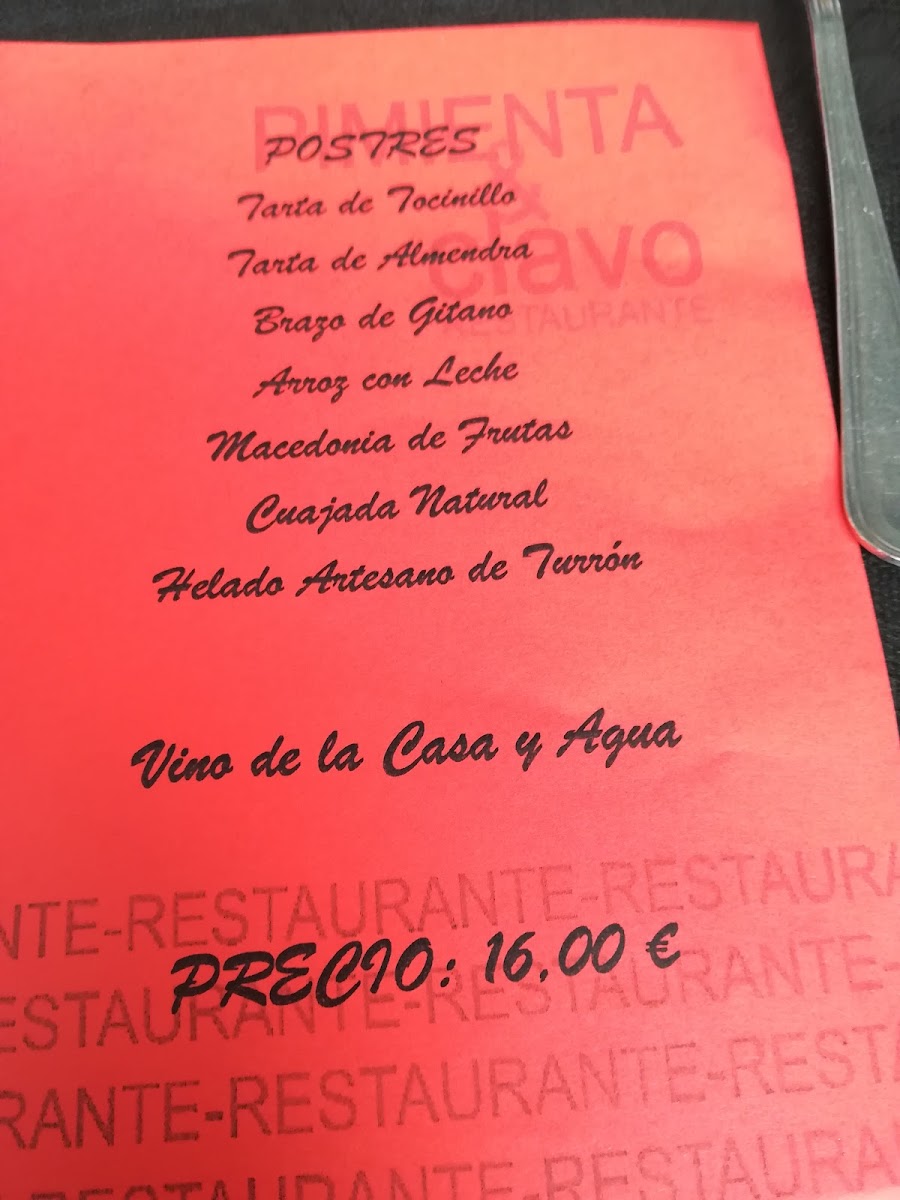 PIMIENTA
&
clavo
RESTAURANTE
POSTRES
Tarta de Tocinillo
Tarta de Almendra
Brazo de Gitano
Arroz con Leche
Macedonia de Frutas
Cuajada Natural
Helado Artesano de Turrón
Vino de la Casa y Agua
NTE-RESTAURANTE-RESTAURA
PRECIO: 16,00 €
ESTAURANTE-RESTAURANTE-
RANTE-RESTAURANTE-RESTA
RESTAURANTE-RESTAURA